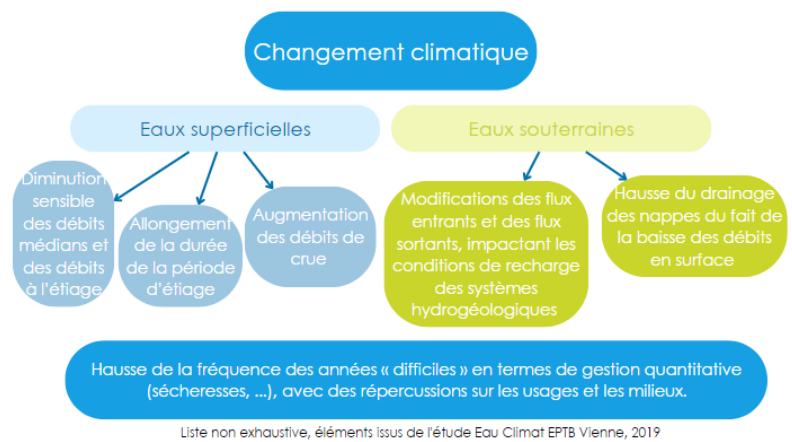 Changement climatique
Eaux superficielles
Eaux souterraines
Diminution
sensible
des débits
médians et
des débits
à l'étiage
Allongement
de la durée
de la période
d'étiage
Augmentation
des débits de
crue
Modifications des flux
entrants et des flux
sortants, impactant les
conditions de recharge
des systèmes
hydrogéologiques
Hausse du drainage
des nappes du fait de
la baisse des débits
en surface
Hausse de la fréquence des années « difficiles » en termes de gestion quantitative
(sécheresses, ...), avec des répercussions sur les usages et les milieux.
Liste non exhaustive, éléments issus de l'étude Eau Climat EPTB Vienne, 2019